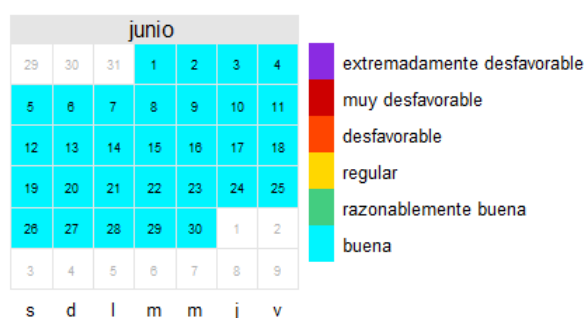 junio
29 30 31 1 2 3 4
5 6 7 8 9 10 11
12 13 14 15 16 17 18
19 20 21 22 23 24 25
26 27 28 29 30 1 2
3 4 5 6 7 8 9
s d l m m j v
extremadamente desfavorable
muy desfavorable
desfavorable
regular
razonablemente buena
buena